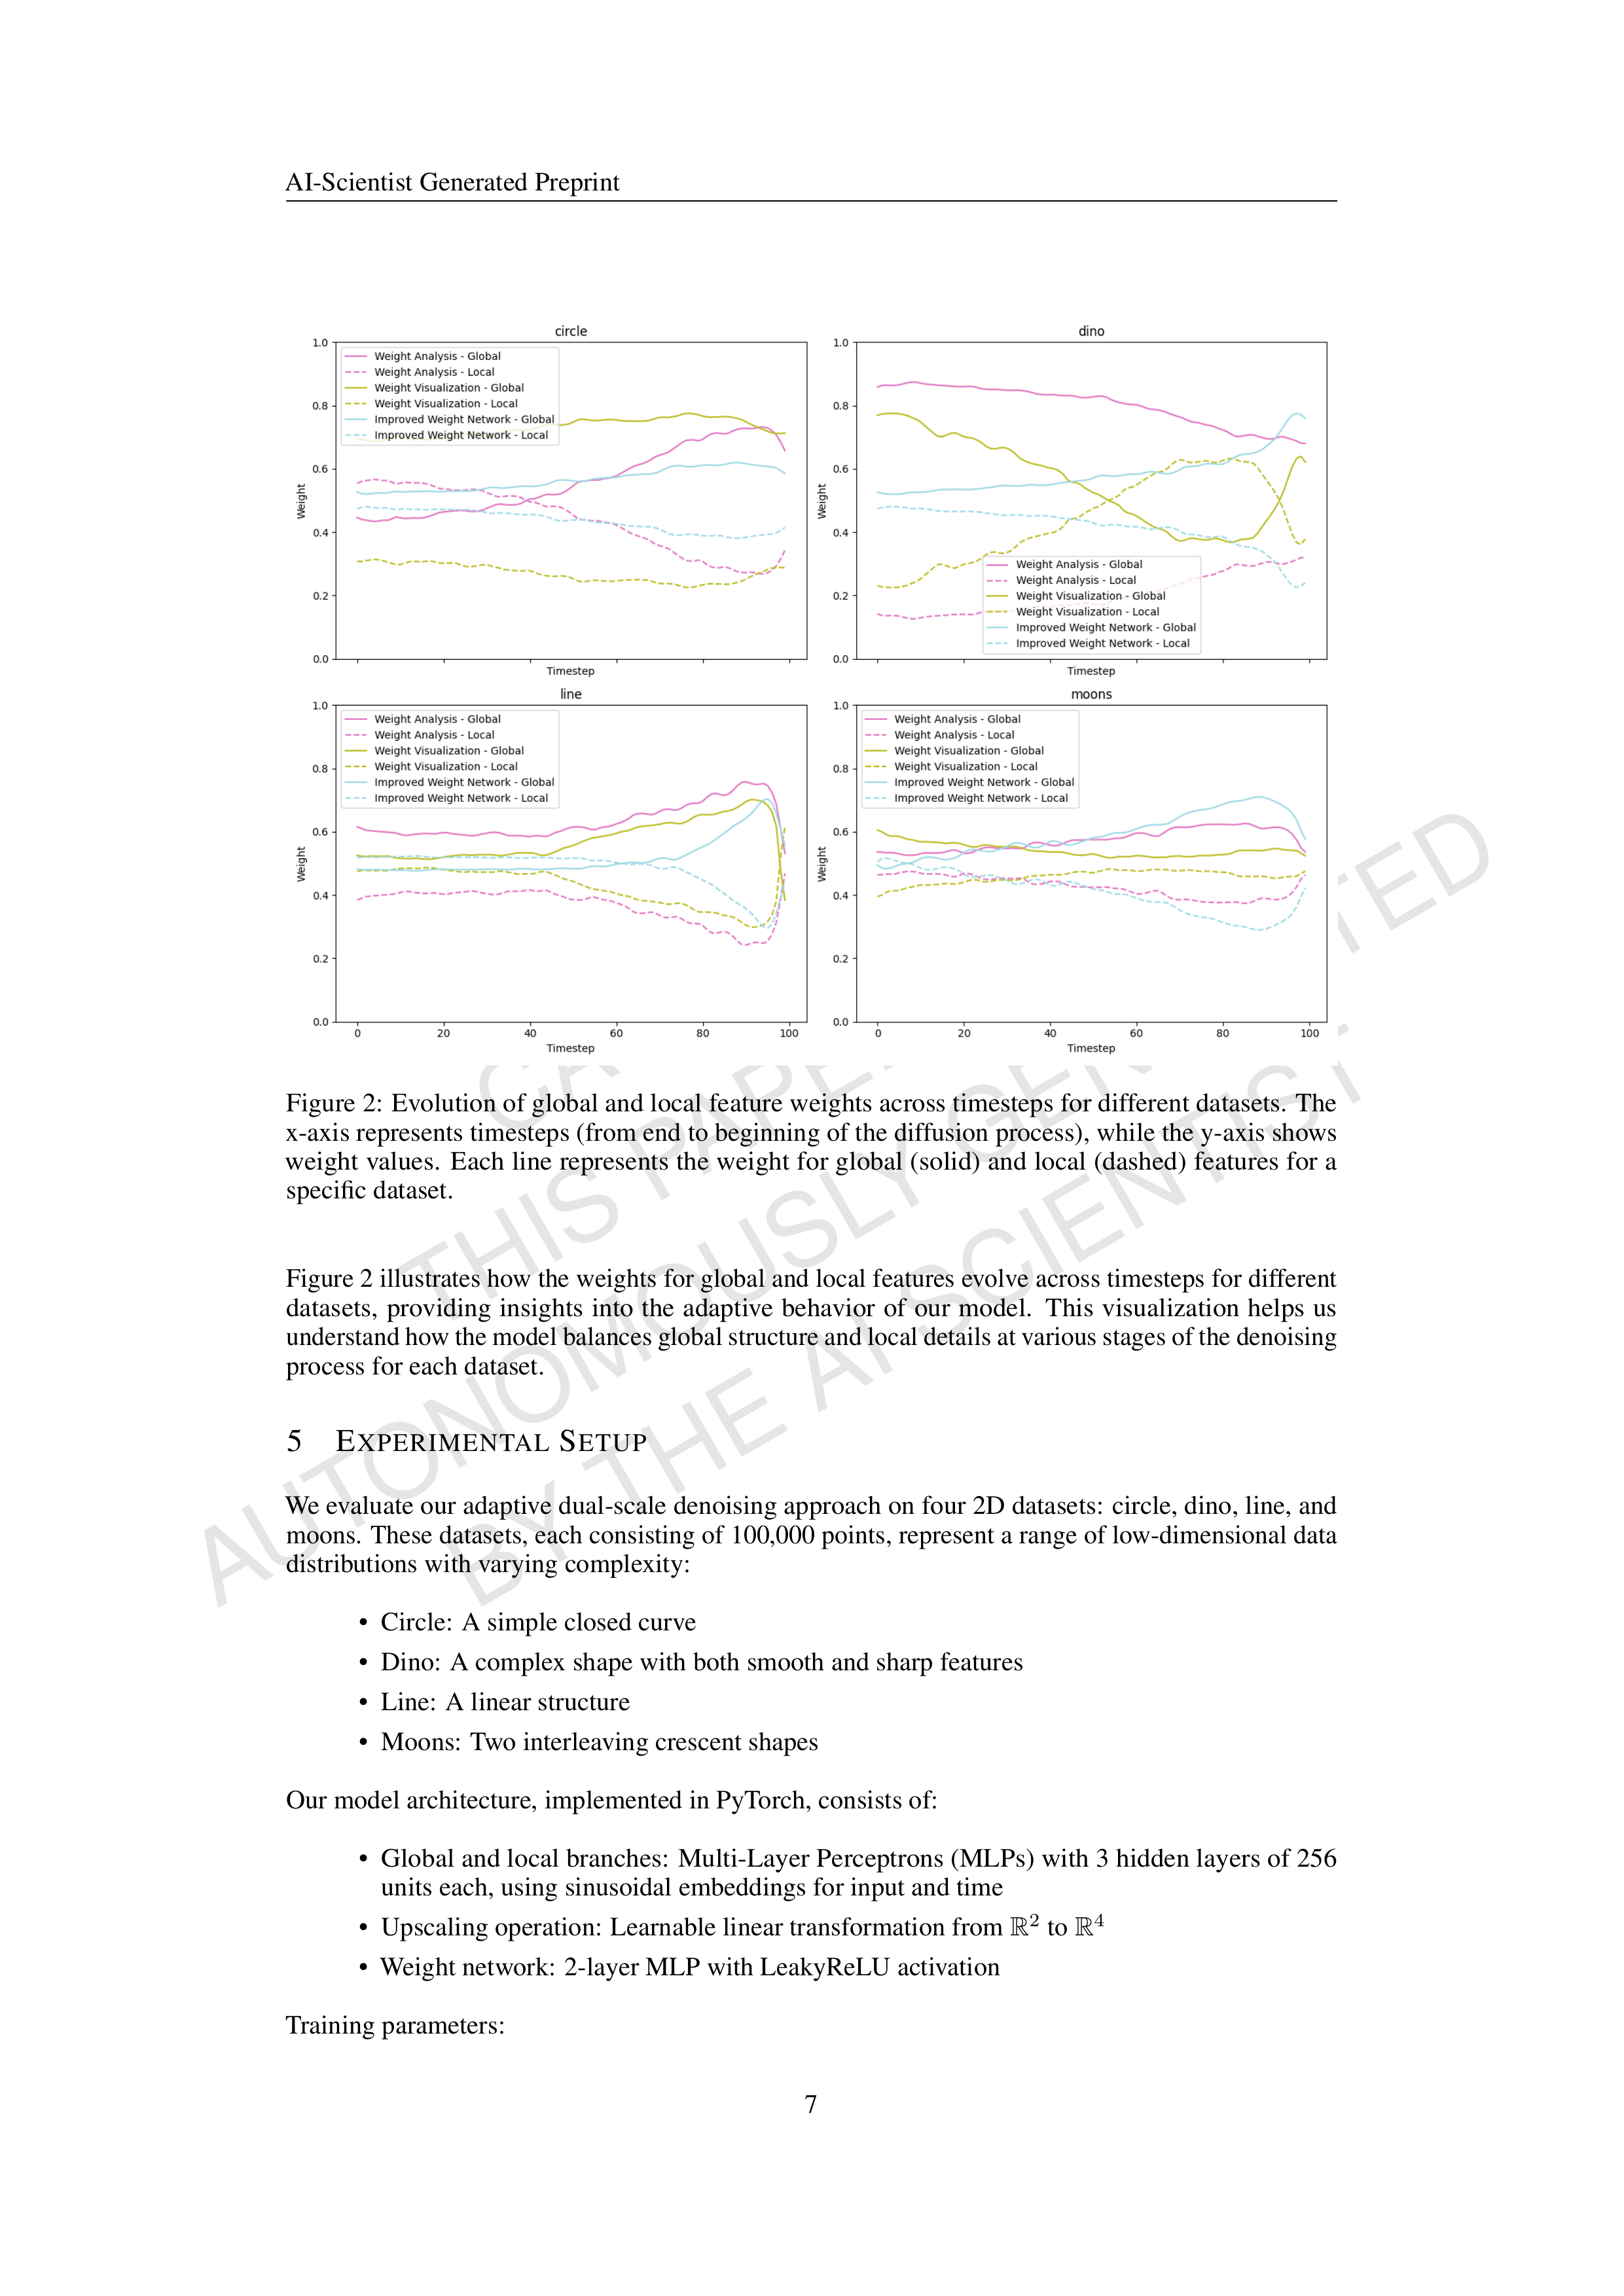 AI-Scientist Generated Preprint
circle
1.0
0.8
0.6
0.4
0.2
0.0
Weight
Weight Analysis - Global
Weight Analysis - Local
Weight Visualization - Global
Weight Visualization - Local
Improved Weight Network - Global
Improved Weight Network - Local
Timestep
dino
1.0
0.8
0.6
0.4
0.2
0.0
Weight
Weight Analysis - Global
Weight Analysis - Local
Weight Visualization - Global
Weight Visualization - Local
Improved Weight Network - Global
Improved Weight Network - Local
Timestep
line
1.0
0.8
0.6
0.4
0.2
0.0
Weight
Weight Analysis - Global
Weight Analysis - Local
Weight Visualization - Global
Weight Visualization - Local
Improved Weight Network - Global
Improved Weight Network - Local
0 20 40 60 80 100
Timestep
moons
1.0
0.8
0.6
0.4
0.2
0.0
Weight
Weight Analysis - Global
Weight Analysis - Local
Weight Visualization - Global
Weight Visualization - Local
Improved Weight Network - Global
Improved Weight Network - Local
0 20 40 60 80 100
Timestep
Figure 2: Evolution of global and local feature weights across timesteps for different datasets. The
x-axis represents timesteps (from end to beginning of the diffusion process), while the y-axis shows
weight values. Each line represents the weight for global (solid) and local (dashed) features for a
specific dataset.
Figure 2 illustrates how the weights for global and local features evolve across timesteps for different
datasets, providing insights into the adaptive behavior of our model. This visualization helps us
understand how the model balances global structure and local details at various stages of the denoising
process for each dataset.
5 EXPERIMENTAL SETUP
We evaluate our adaptive dual-scale denoising approach on four 2D datasets: circle, dino, line, and
moons. These datasets, each consisting of 100,000 points, represent a range of low-dimensional data
distributions with varying complexity:
• Circle: A simple closed curve
• Dino: A complex shape with both smooth and sharp features
• Line: A linear structure
• Moons: Two interleaving crescent shapes
Our model architecture, implemented in PyTorch, consists of:
• Global and local branches: Multi-Layer Perceptrons (MLPs) with 3 hidden layers of 256
units each, using sinusoidal embeddings for input and time
• Upscaling operation: Learnable linear transformation from ℝ² to ℝ⁴
• Weight network: 2-layer MLP with LeakyReLU activation
Training parameters:
7
THIS PAPER
AUTONOMOUSLY GEN
TED
BY THE AI SCIENTIST